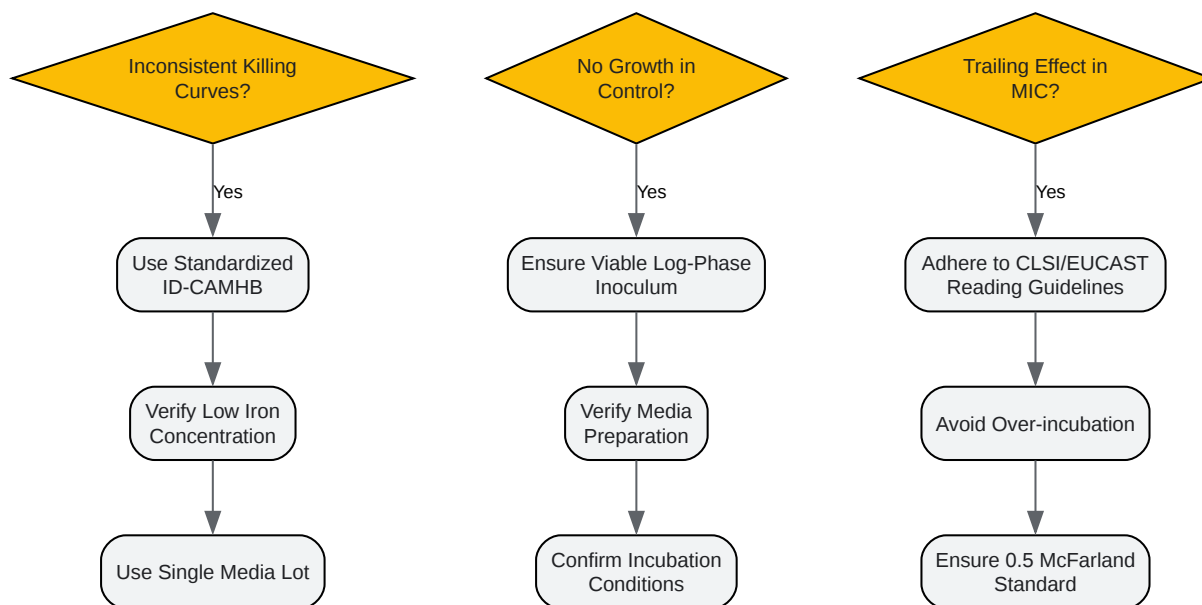 Inconsistent Killing
Curves?
Yes
Use Standardized
ID-CAMHB
Verify Low Iron
Concentration
Use Single Media Lot
No Growth in
Control?
Yes
Ensure Viable Log-Phase
Inoculum
Verify Media
Preparation
Confirm Incubation
Conditions
Trailing Effect in
MIC?
Yes
Adhere to CLSI/EUCAST
Reading Guidelines
Avoid Over-incubation
Ensure 0.5 McFarland
Standard